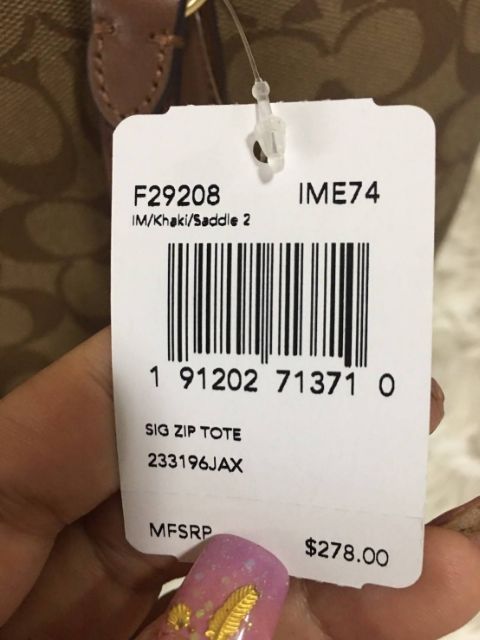 F29208 IME74
IM/Khaki/Saddle 2
1 91202 71371 0
SIG ZIP TOTE
233196JAX
MFSRP $278.00